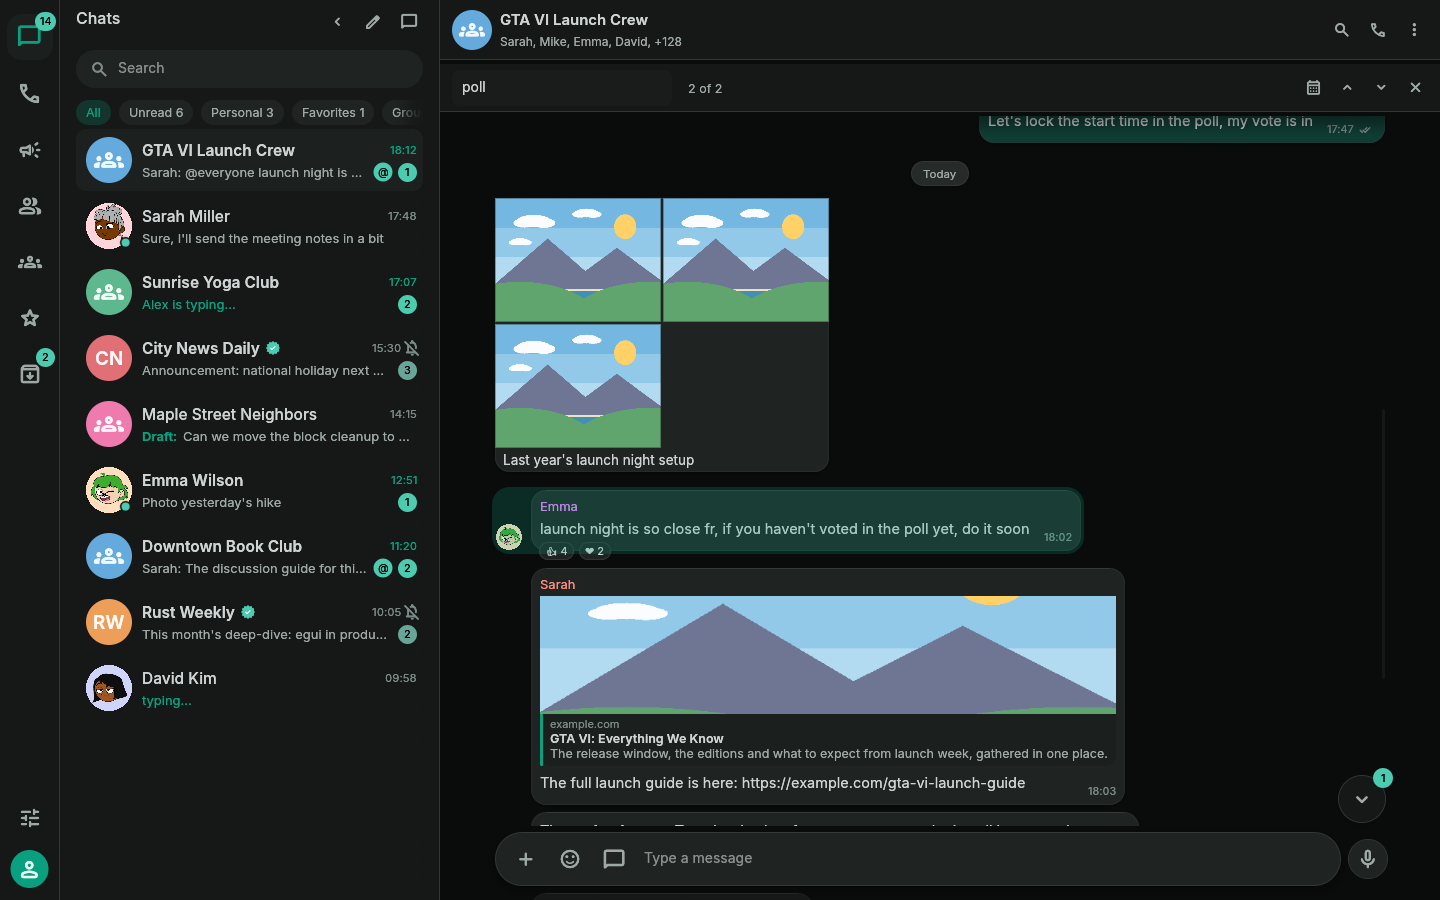 14
Chats
Search
All
Unread 6
Personal 3
Favorites 1
GTA VI Launch Crew
18:12
Sarah: @everyone launch night is ...
@
1
Sarah Miller
17:48
Sure, I'll send the meeting notes in a bit
Sunrise Yoga Club
17:07
Alex is typing...
2
2
CN
City News Daily
15:30
Announcement: national holiday next ...
3
Maple Street Neighbors
14:15
Draft: Can we move the block cleanup to ...
Emma Wilson
12:51
Photo yesterday's hike
1
Downtown Book Club
11:20
Sarah: The discussion guide for thi...
@
2
RW
Rust Weekly
10:05
This month's deep-dive: egui in produ...
2
David Kim
09:58
typing...
GTA VI Launch Crew
Sarah, Mike, Emma, David, +128
poll
2 of 2
Let's lock the start time in the poll, my vote is in
17:47
Today
Last year's launch night setup
Emma
launch night is so close fr, if you haven't voted in the poll yet, do it soon
18:02
4
2
Sarah
example.com
GTA VI: Everything We Know
The release window, the editions and what to expect from launch week, gathered in one place.
The full launch guide is here: https://example.com/gta-vi-launch-guide
18:03
1
Type a message